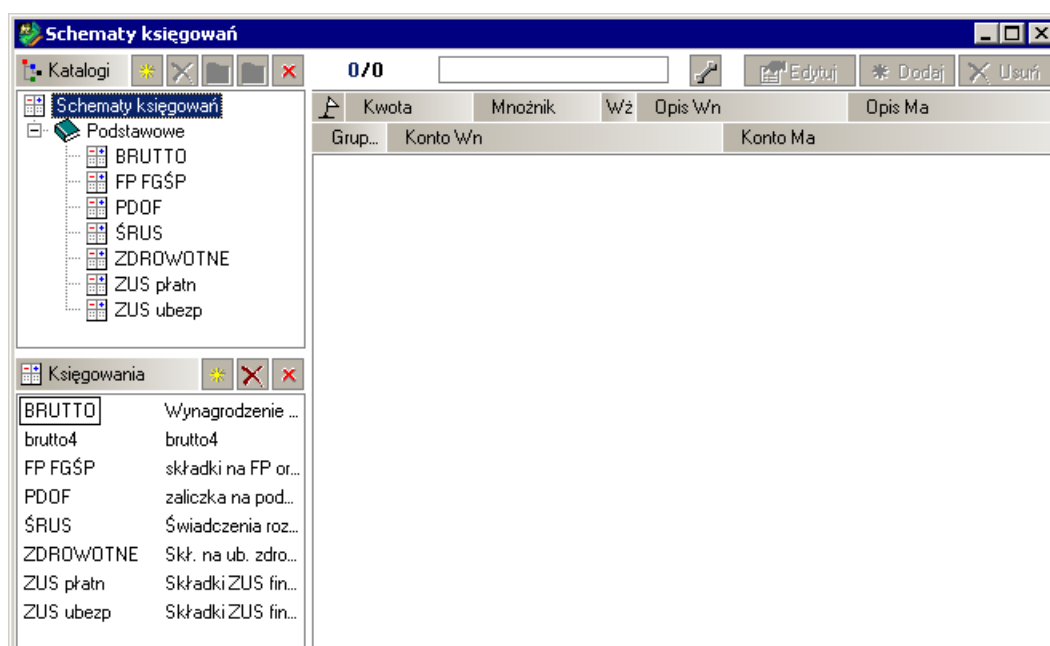 Schematy księgowań
Katalogi
0/0 Edytuj Dodaj Usuń
Schematy księgowań
Podstawowe
BRUTTO
FP FGŚP
PDOF
ŚRUS
ZDROWOTNE
ZUS płatn
ZUS ubezp
Kwota Mnożnik Wż Opis Wn Opis Ma
Grup... Konto Wn Konto Ma
Księgowania
BRUTTO Wynagrodzenie ...
brutto4 brutto4
FP FGŚP składki na FP or...
PDOF zaliczka na pod...
ŚRUS Świadczenia roz...
ZDROWOTNE Skł. na ub. zdro...
ZUS płatn Składki ZUS fin...
ZUS ubezp Składki ZUS fin...